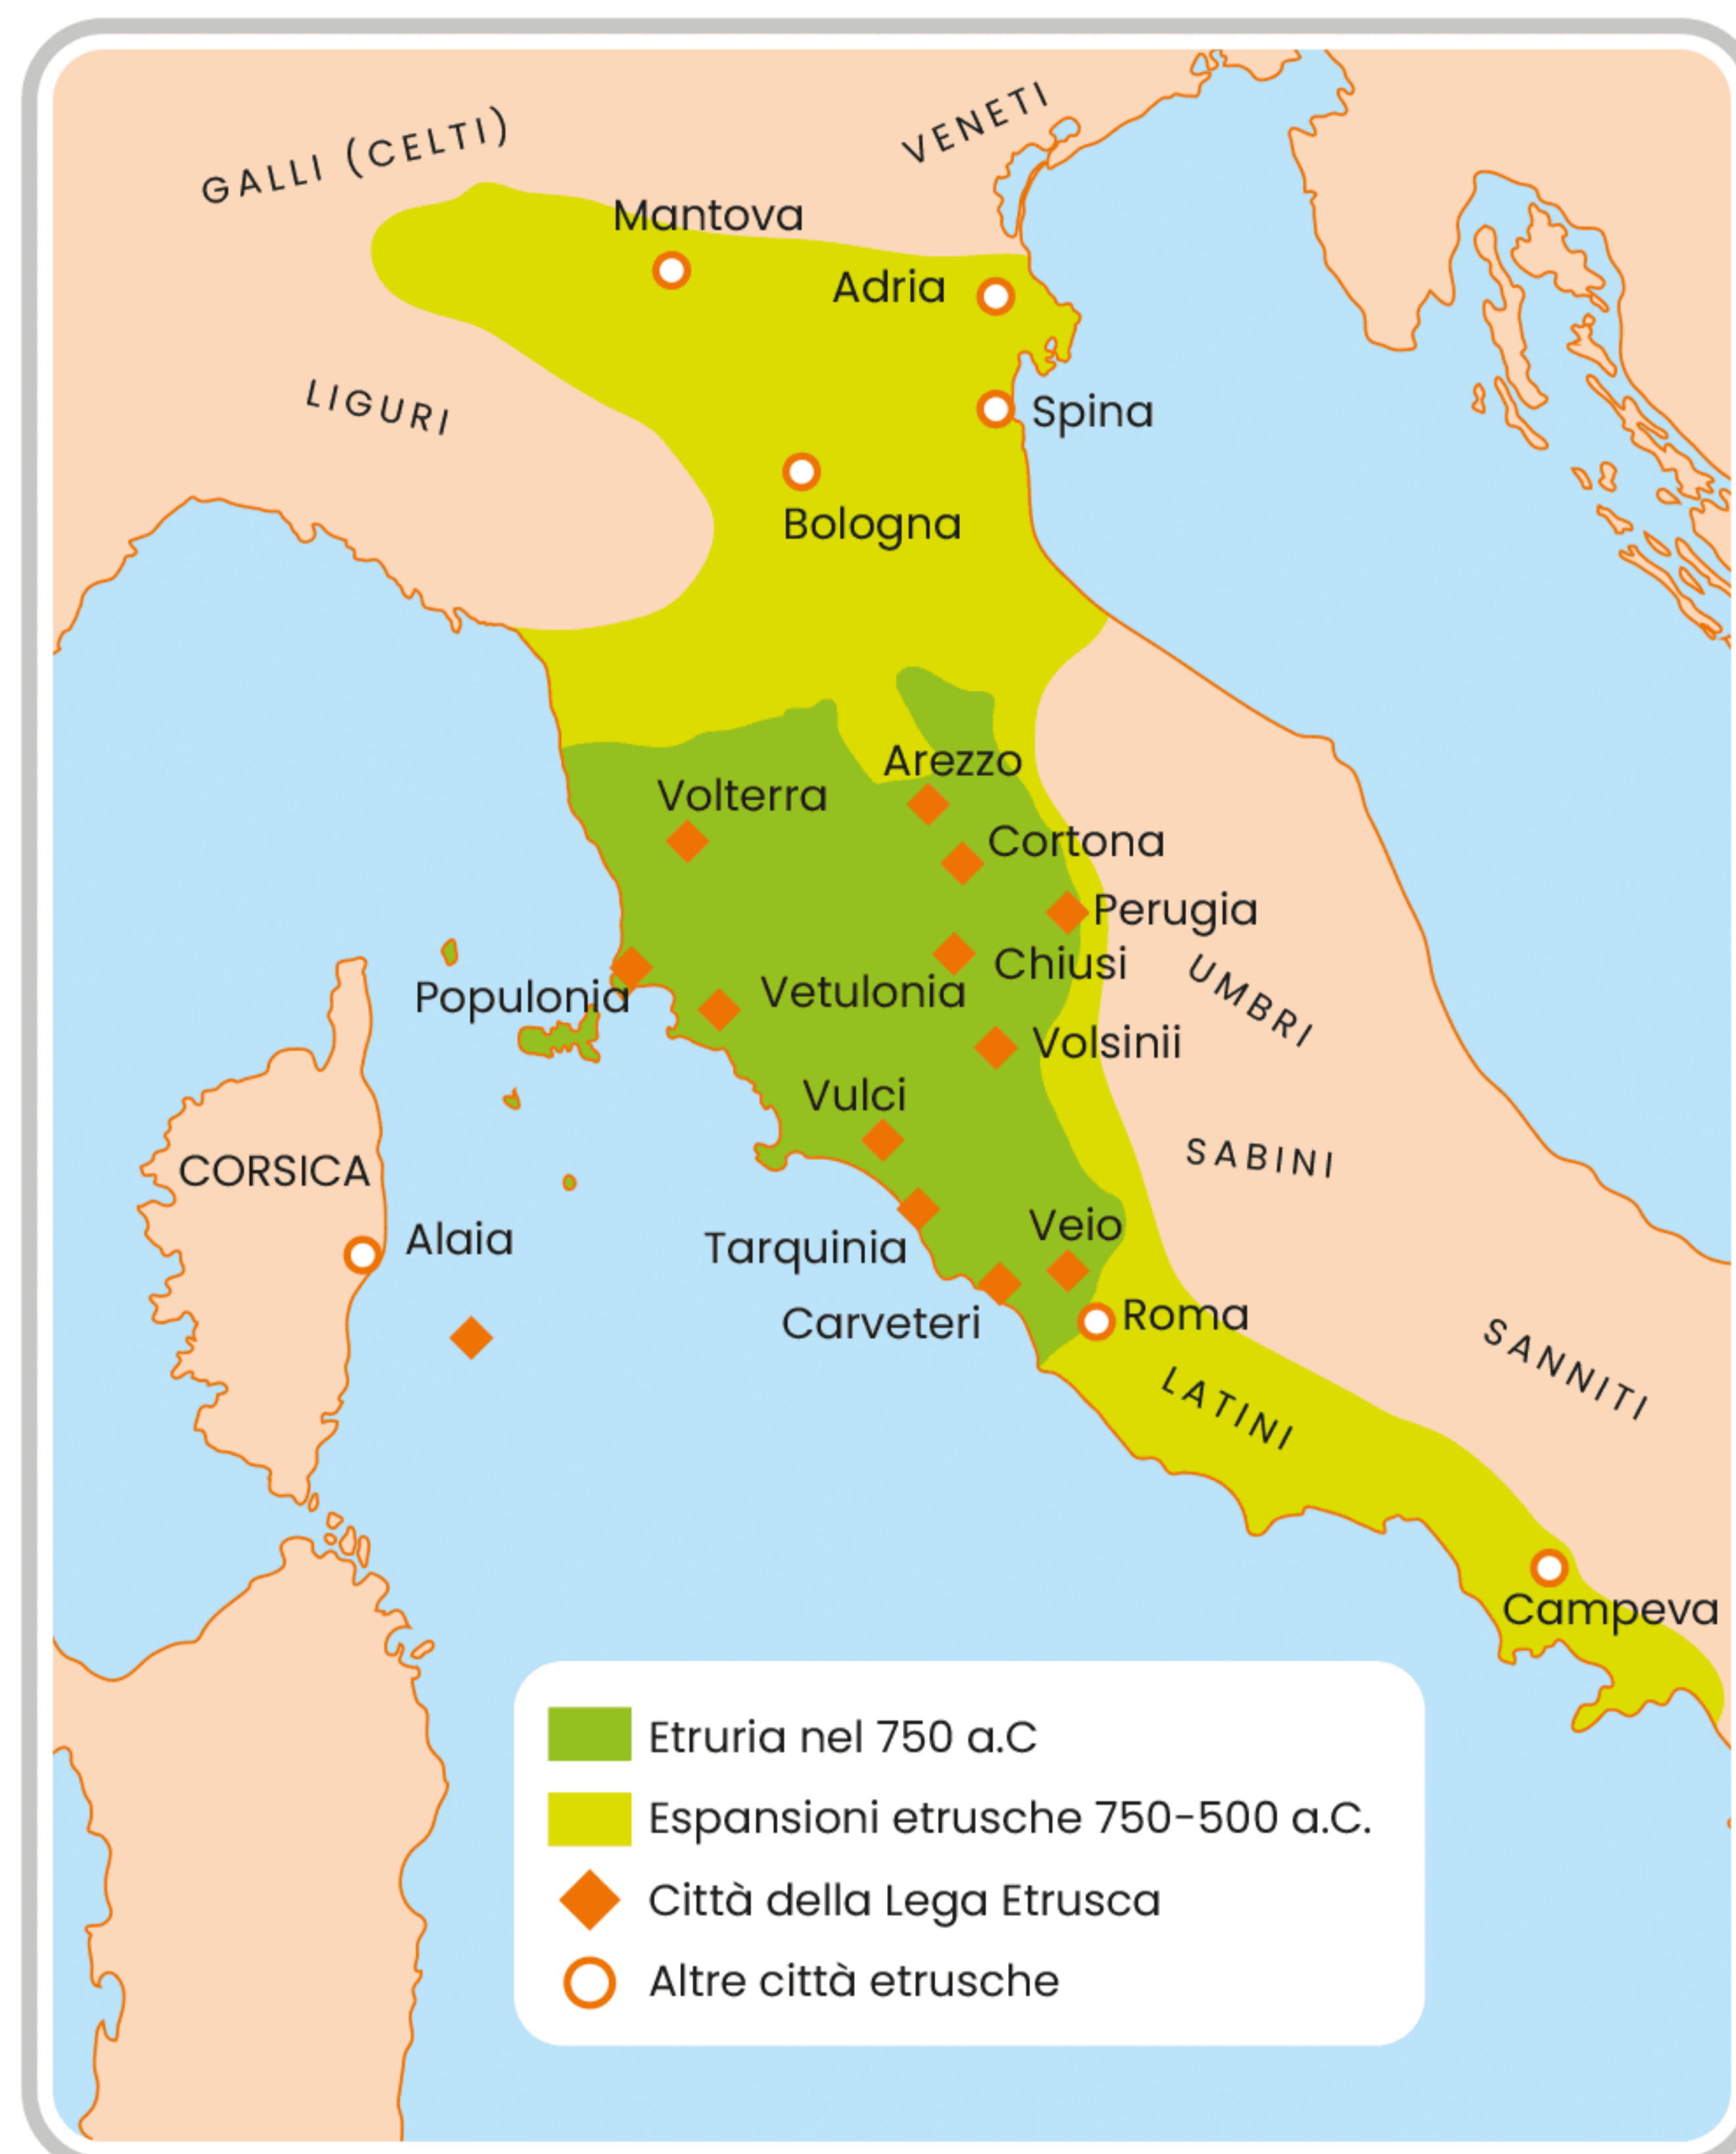 GALLI (CELTI)
VENETI
Mantova
Adria
LIGURI
Spina
Bologna
Arezzo
Volterra
Cortona
Perugia
Chiusi
UMBRI
Populonia
Vetulonia
Volsinii
Vulci
SABINI
CORSICA
Alaia
Veio
Tarquinia
Carveteri
Roma
SANNITI
LATINI
Campeva
Etruria nel 750 a.C
Espansioni etrusche 750-500 a.C.
Città della Lega Etrusca
Altre città etrusche